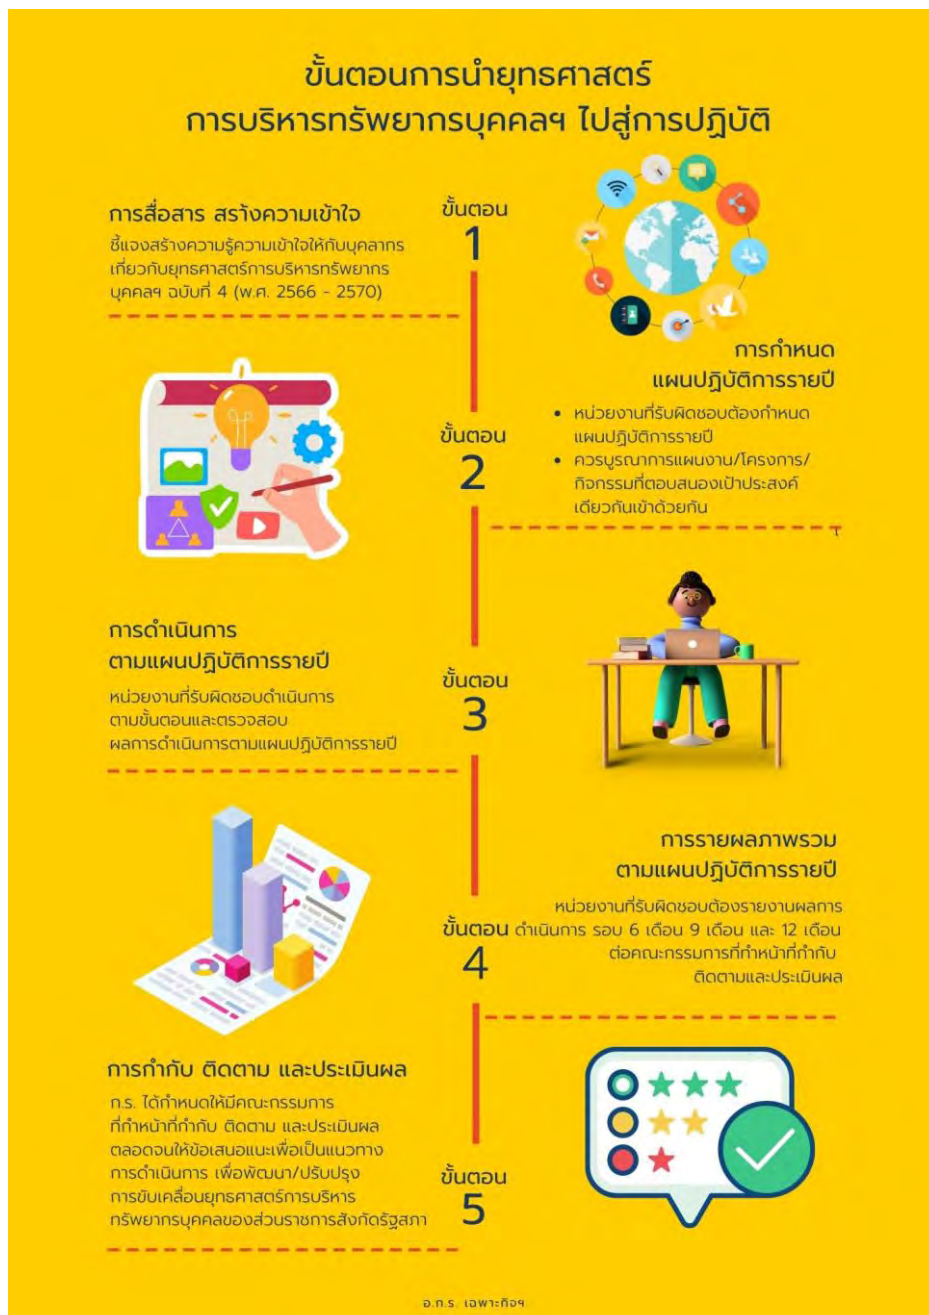 ขั้นตอนการนำยุทธศาสตร์
การบริหารทรัพยากรบุคคลฯ ไปสู่การปฏิบัติ
การสื่อสาร สร้างความเข้าใจ
ชี้แจงสร้างความรู้ความเข้าใจให้กับบุคลากร
เกี่ยวกับยุทธศาสตร์การบริหารทรัพยากร
บุคคลฯ ฉบับที่ 4 (พ.ศ. 2566 - 2570)
ขั้นตอน
1
การกำหนด
แผนปฏิบัติการรายปี
• หน่วยงานที่รับผิดชอบต้องกำหนด
แผนปฏิบัติการรายปี
• ควรบูรณาการแผนงาน/โครงการ/
กิจกรรมที่ตอบสนองเป้าประสงค์
เดียวกันเข้าด้วยกัน
ขั้นตอน
2
การดำเนินการ
ตามแผนปฏิบัติการรายปี
หน่วยงานที่รับผิดชอบดำเนินการ
ตามขั้นตอนและตรวจสอบ
ผลการดำเนินการตามแผนปฏิบัติการรายปี
ขั้นตอน
3
การรายผลภาพรวม
ตามแผนปฏิบัติการรายปี
หน่วยงานที่รับผิดชอบต้องรายงานผลการ
ดำเนินการ รอบ 6 เดือน 9 เดือน และ 12 เดือน
ต่อคณะกรรมการที่ทำหน้าที่กำกับ
ติดตามและประเมินผล
ขั้นตอน
4
การกำกับ ติดตาม และประเมินผล
ก.ร. ได้กำหนดให้มีคณะกรรมการ
ที่ทำหน้าที่กำกับ ติดตาม และประเมินผล
ตลอดจนให้ข้อเสนอแนะเพื่อเป็นแนวทาง
การดำเนินการ เพื่อพัฒนา/ปรับปรุง
การขับเคลื่อนยุทธศาสตร์การบริหาร
ทรัพยากรบุคคลของส่วนราชการสังกัดรัฐสภา
ขั้นตอน
5
อ.ก.ร. เฉพาะกิจฯ